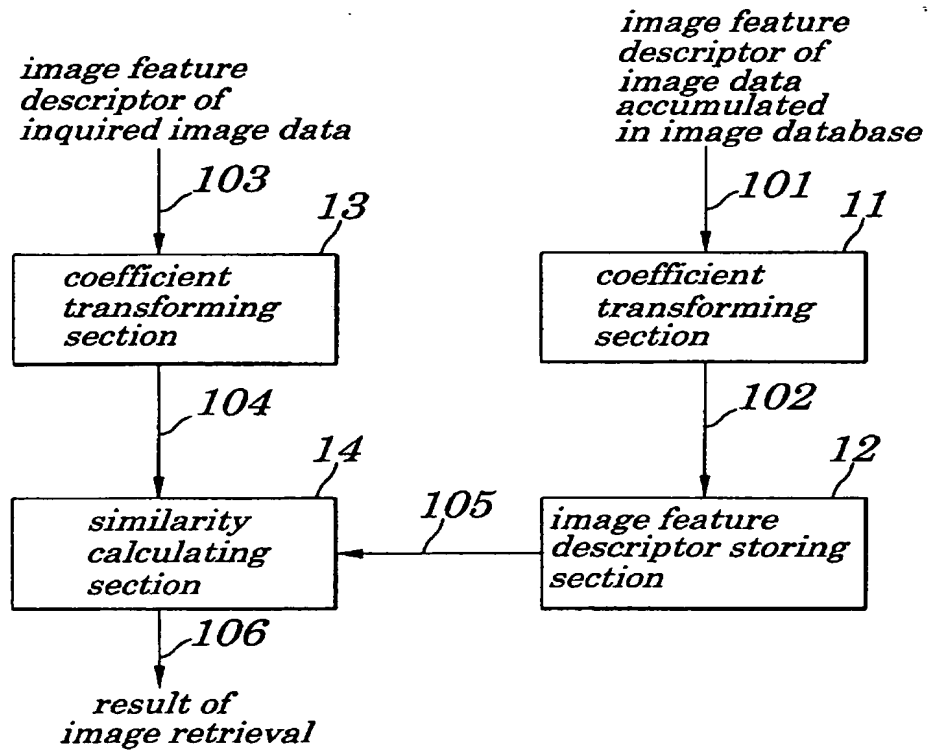 image feature
descriptor of
inquired image data
image feature
descriptor of
image data
accumulated
in image database
103
101
13
11
coefficient
transforming
section
coefficient
transforming
section
104
102
14
12
similarity
calculating
section
105
image feature
descriptor storing
section
106
result of
image retrieval